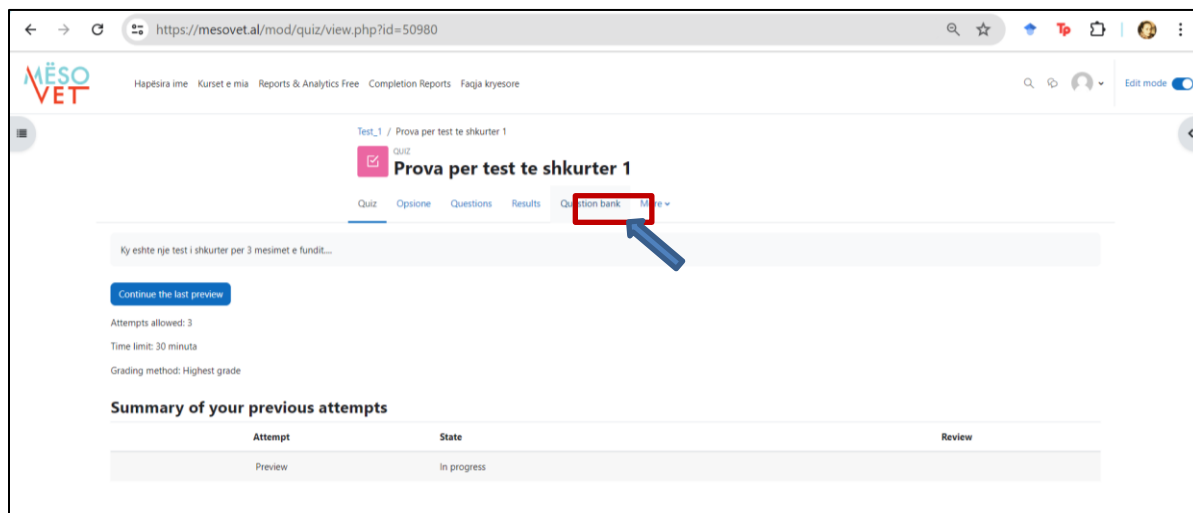 https://mesovet.al/mod/quiz/view.php?id=50980
Tp
MËSO
VET
Hapësira ime Kurset e mia Reports & Analytics Free Completion Reports Faqja kryesore
Edit mode
Test_1 / Prova per test te shkurter 1
QUIZ
Prova per test te shkurter 1
Quiz Opsione Questions Results Question bank More
Ky eshte nje test i shkurter per 3 mesimet e fundit....
Continue the last preview
Attempts allowed: 3
Time limit: 30 minuta
Grading method: Highest grade
Summary of your previous attempts
Attempt State Review
Preview In progress